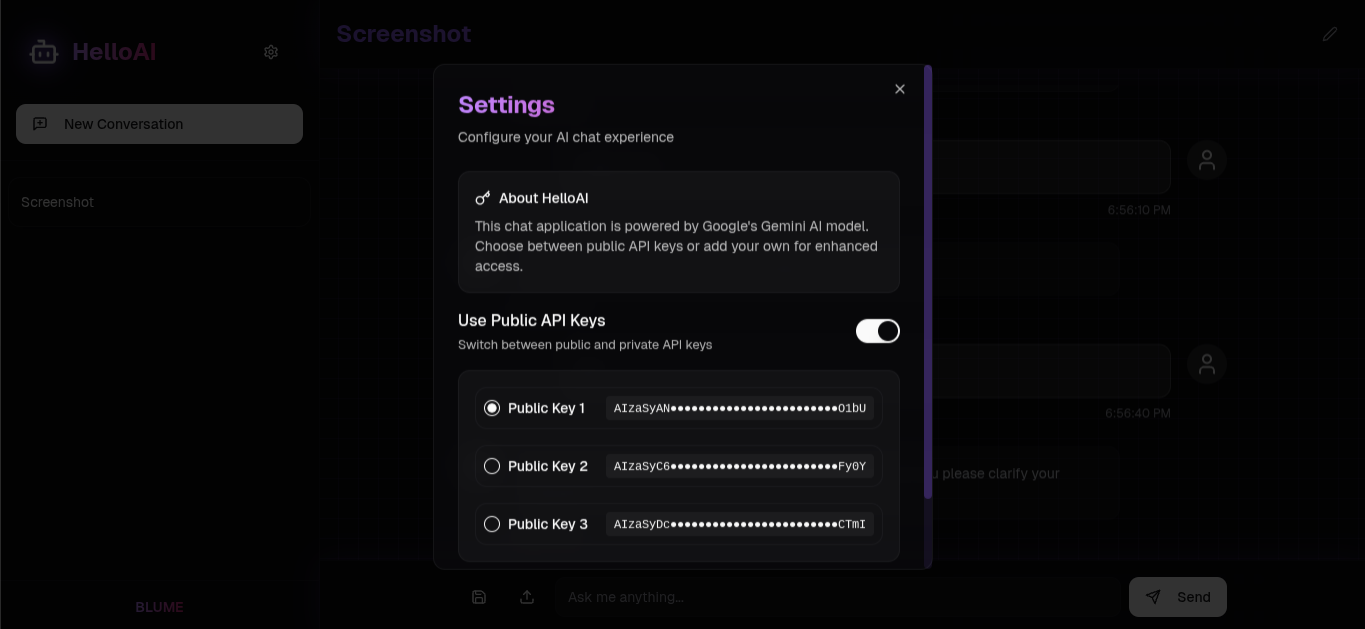 HelloAI
New Conversation
Screenshot
BLUME
Screenshot
Settings
Configure your AI chat experience
About HelloAI
This chat application is powered by Google's Gemini AI model.
Choose between public API keys or add your own for enhanced
access.
Use Public API Keys
Switch between public and private API keys
Public Key 1 AIzaSyAN••••••••••••••••••••••••O1bU
Public Key 2 AIzaSyC6••••••••••••••••••••••••Fy0Y
Public Key 3 AIzaSyDc••••••••••••••••••••••••CTmI
6:56:10 PM
6:56:40 PM
please clarify your
Ask me anything...
Send